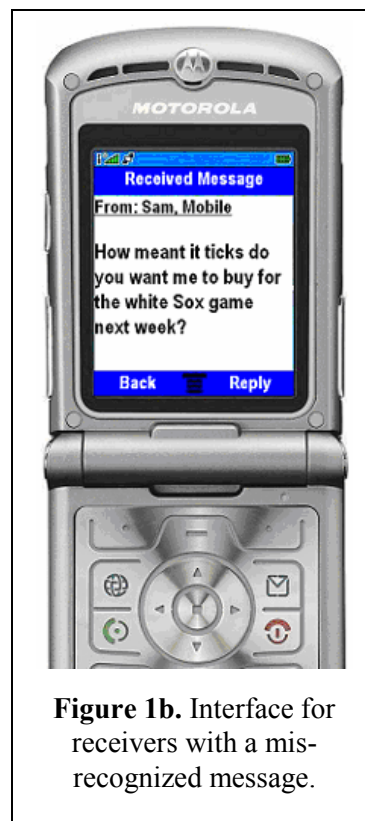 MOTOROLA
Received Message
From: Sam, Mobile
How meant it ticks do
you want me to buy for
the white Sox game
next week?
Back Reply
Figure 1b. Interface for
receivers with a mis-
recognized message.